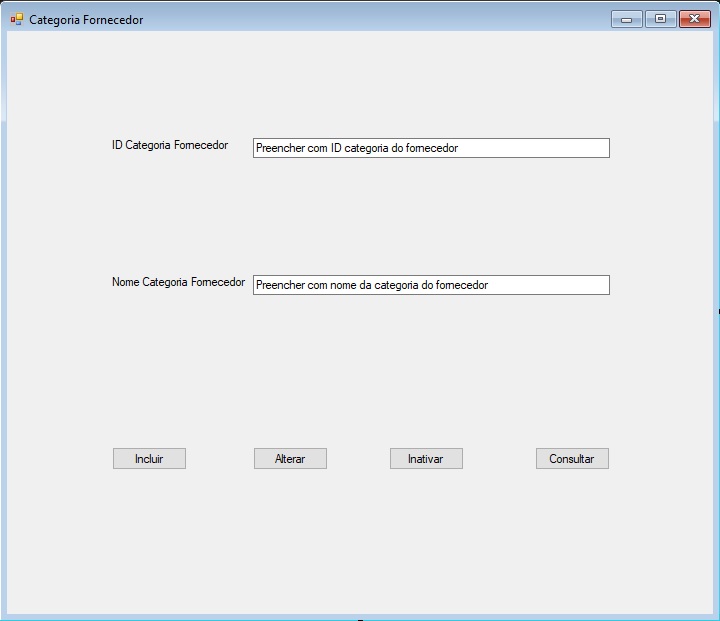 Categoria Fornecedor
ID Categoria Fornecedor
Preencher com ID categoria do fornecedor
Nome Categoria Fornecedor
Preencher com nome da categoria do fornecedor
Incluir Alterar Inativar Consultar